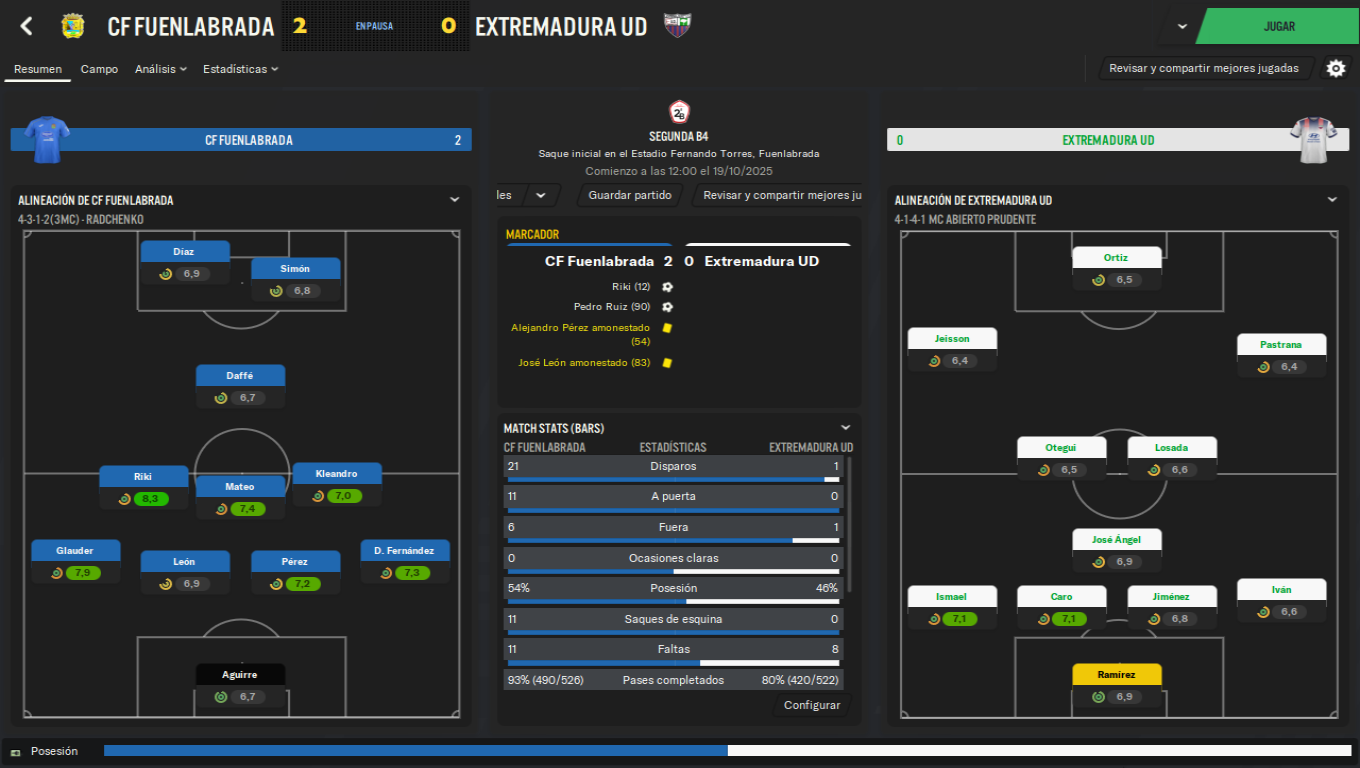 CF FUENLABRADA
2
EN PAUSA
0
EXTREMADURA UD
JUGAR
Resumen
Campo
Análisis
Estadísticas
Revisar y compartir mejores jugadas
CF FUENLABRADA
2
2B
SEGUNDA B4
Saque inicial en el Estadio Fernando Torres, Fuenlabrada
Comienzo a las 12:00 el 19/10/2025
0
EXTREMADURA UD
les
Guardar partido
Revisar y compartir mejores ju
ALINEACIÓN DE CF FUENLABRADA
4-3-1-2(3MC) - RADCHENKO
Díaz
6,9
Simón
6,8
Daffé
6,7
Riki
8,3
Mateo
7,4
Kleandro
7,0
Glauder
7,9
León
6,9
Pérez
7,2
D. Fernández
7,3
Aguirre
6,7
MARCADOR
CF Fuenlabrada 2 0 Extremadura UD
Riki (12)
Pedro Ruiz (90)
Alejandro Pérez amonestado
(54)
José León amonestado (83)
MATCH STATS (BARS)
CF FUENLABRADA ESTADÍSTICAS EXTREMADURA UD
21 Disparos 1
11 A puerta 0
6 Fuera 1
0 Ocasiones claras 0
54% Posesión 46%
11 Saques de esquina 0
11 Faltas 8
93% (490/526) Pases completados 80% (420/522)
Configurar
ALINEACIÓN DE EXTREMADURA UD
4-1-4-1 MC ABIERTO PRUDENTE
Ortiz
6,5
Jeisson
6,4
Pastrana
6,4
Otegui
6,5
Losada
6,6
José Ángel
6,9
Ismael
7,1
Caro
7,1
Jiménez
6,8
Iván
6,6
Ramírez
6,9
Posesión